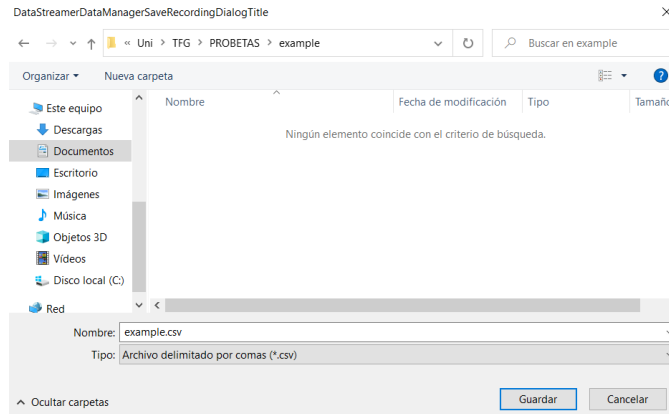 DataStreamerDataManagerSaveRecordingDialogTitle
« Uni > TFG > PROBETAS > example
Buscar en example
Organizar
Nueva carpeta
Nombre
Fecha de modificación
Tipo
Este equipo
Descargas
Documentos
Escritorio
Imágenes
Música
Objetos 3D
Vídeos
Disco local (C:)
Red
Ningún elemento coincide con el criterio de búsqueda.
Nombre: example.csv
Tipo: Archivo delimitado por comas (*.csv)
Ocultar carpetas
Guardar
Cancelar